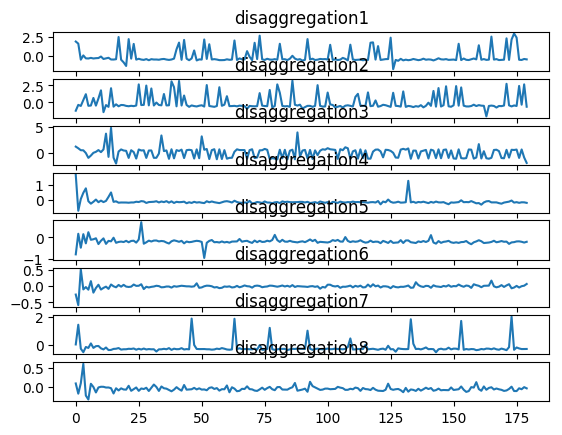 disaggregation1
2.5
0.0
disaggregation2
2.5
0.0
disaggregation3
5
0
disaggregation4
1
0
disaggregation5
0
−1
disaggregation6
0.5
0.0
−0.5
disaggregation7
2
0
disaggregation8
0.5
0.0
0 25 50 75 100 125 150 175